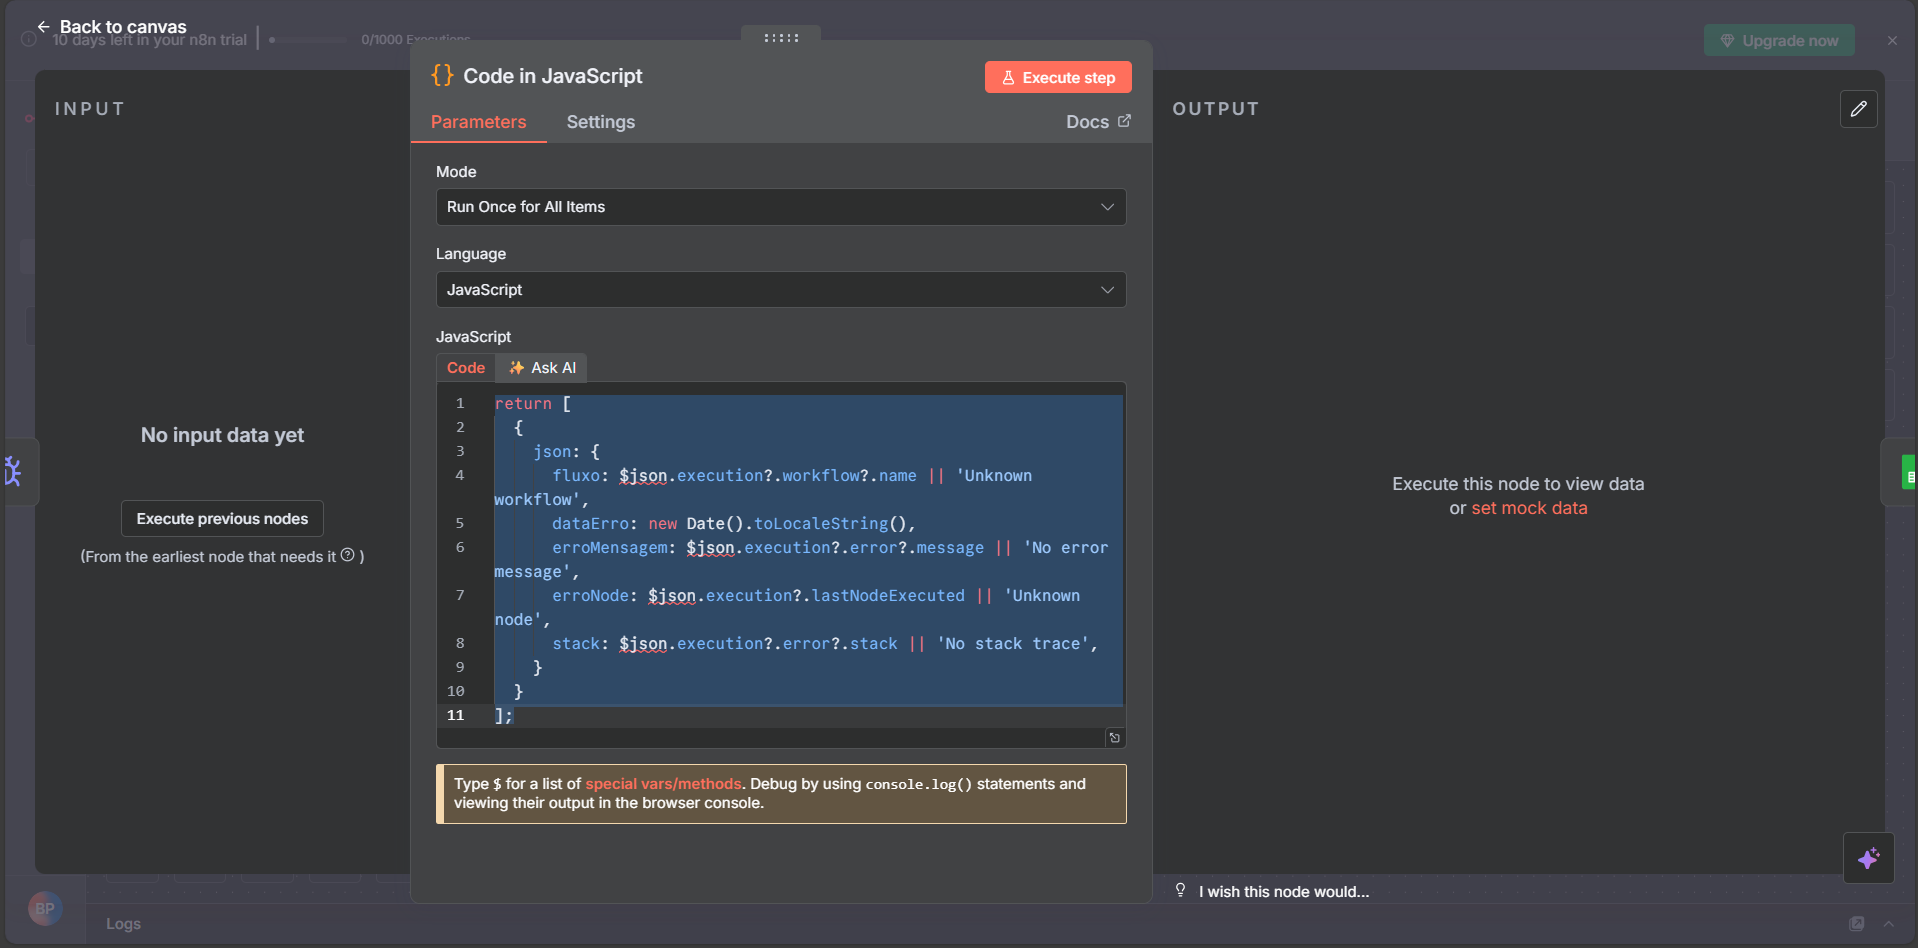 Back to canvas
10 days left in your n8n trial
0/1000 Executions
Upgrade now
INPUT
No input data yet
Execute previous nodes
(From the earliest node that needs it ? )
{} Code in JavaScript
Execute step
Parameters
Settings
Docs
Mode
Run Once for All Items
Language
JavaScript
JavaScript
Code
Ask AI
1 return [
2 {
3 json: {
4 fluxo: $json.execution?.workflow?.name || 'Unknown
workflow',
5 dataErro: new Date().toLocaleString(),
6 erroMensagem: $json.execution?.error?.message || 'No error
message',
7 erroNode: $json.execution?.lastNodeExecuted || 'Unknown
node',
8 stack: $json.execution?.error?.stack || 'No stack trace',
9 }
10 }
11 ];
Type $ for a list of special vars/methods. Debug by using console.log() statements and
viewing their output in the browser console.
OUTPUT
Execute this node to view data
or set mock data
I wish this node would...
BP
Logs